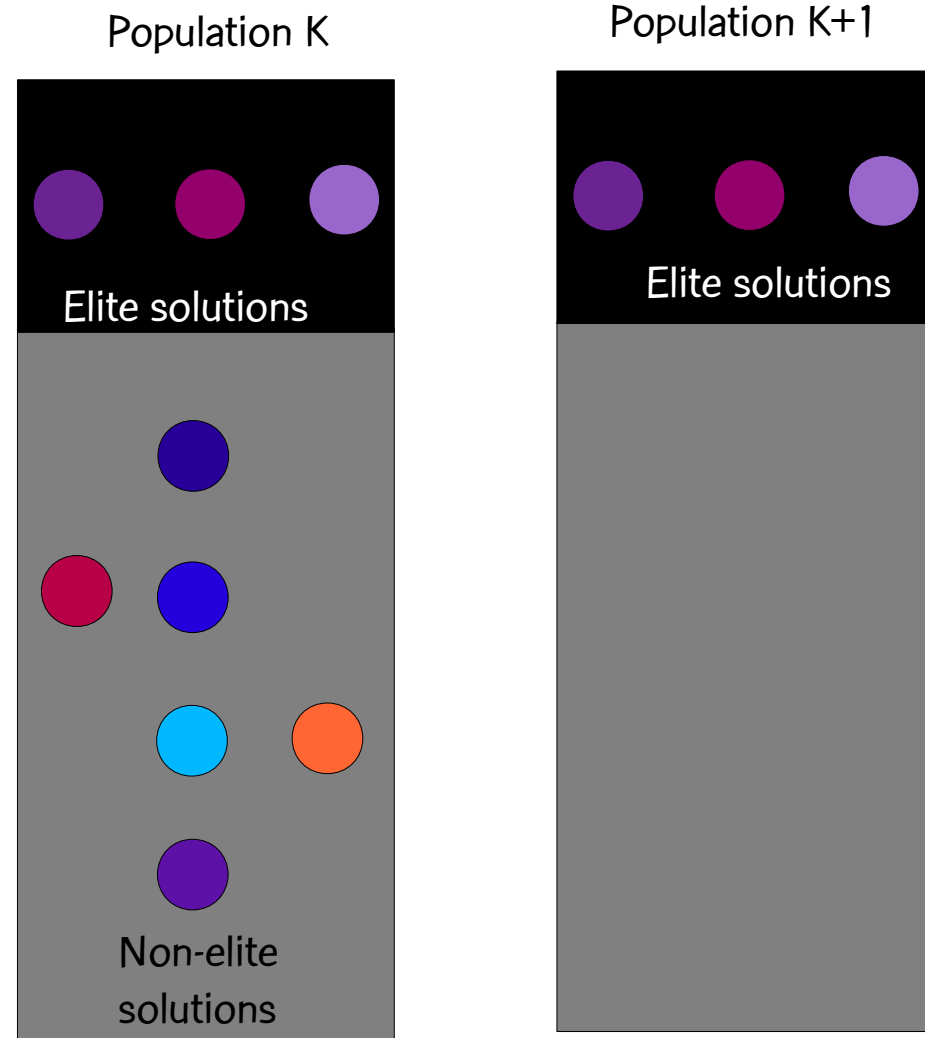 Population K
Population K+1
Elite solutions
Elite solutions
Non-elite
solutions